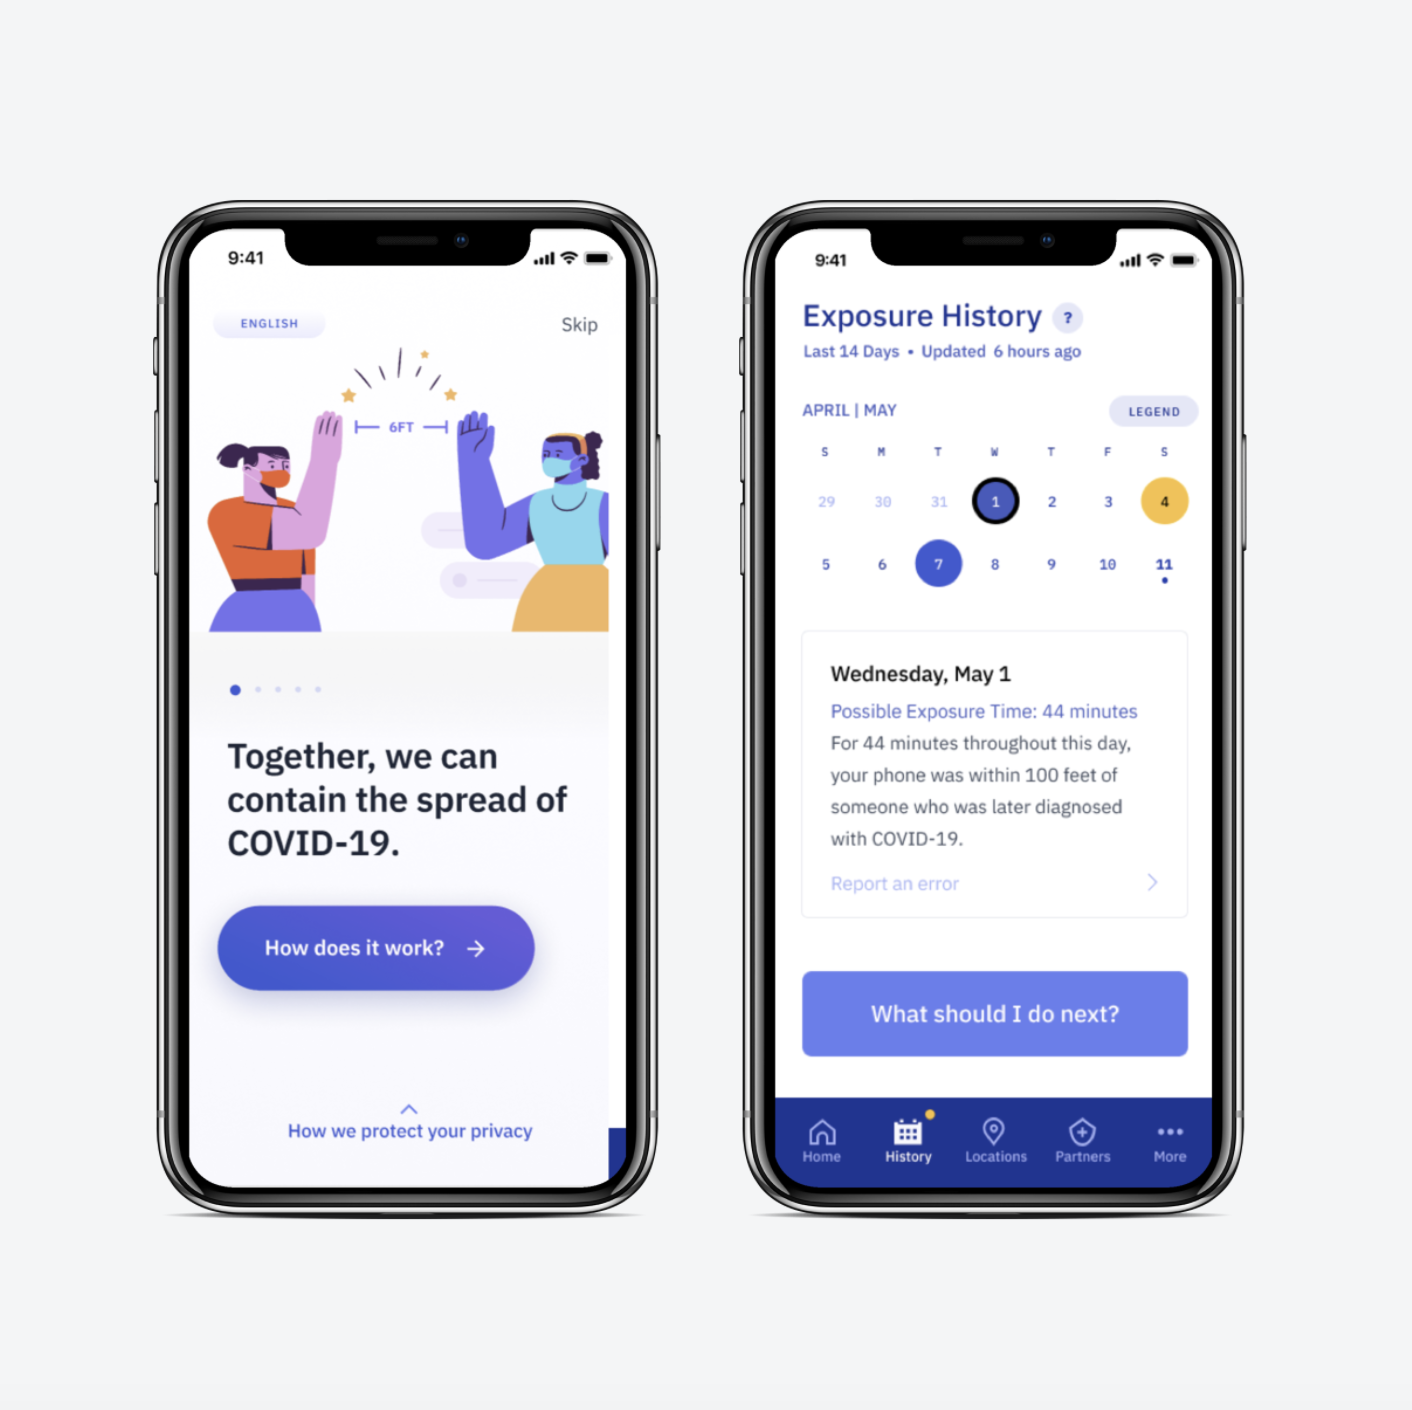 9:41
ENGLISH
Skip
6FT
Together, we can
contain the spread of
COVID-19.
How does it work?
How we protect your privacy
9:41
Exposure History ?
Last 14 Days • Updated 6 hours ago
APRIL | MAY
LEGEND
S M T W T F S
29 30 31 1 2 3 4
5 6 7 8 9 10 11
Wednesday, May 1
Possible Exposure Time: 44 minutes
For 44 minutes throughout this day,
your phone was within 100 feet of
someone who was later diagnosed
with COVID-19.
Report an error
What should I do next?
Home History Locations Partners More